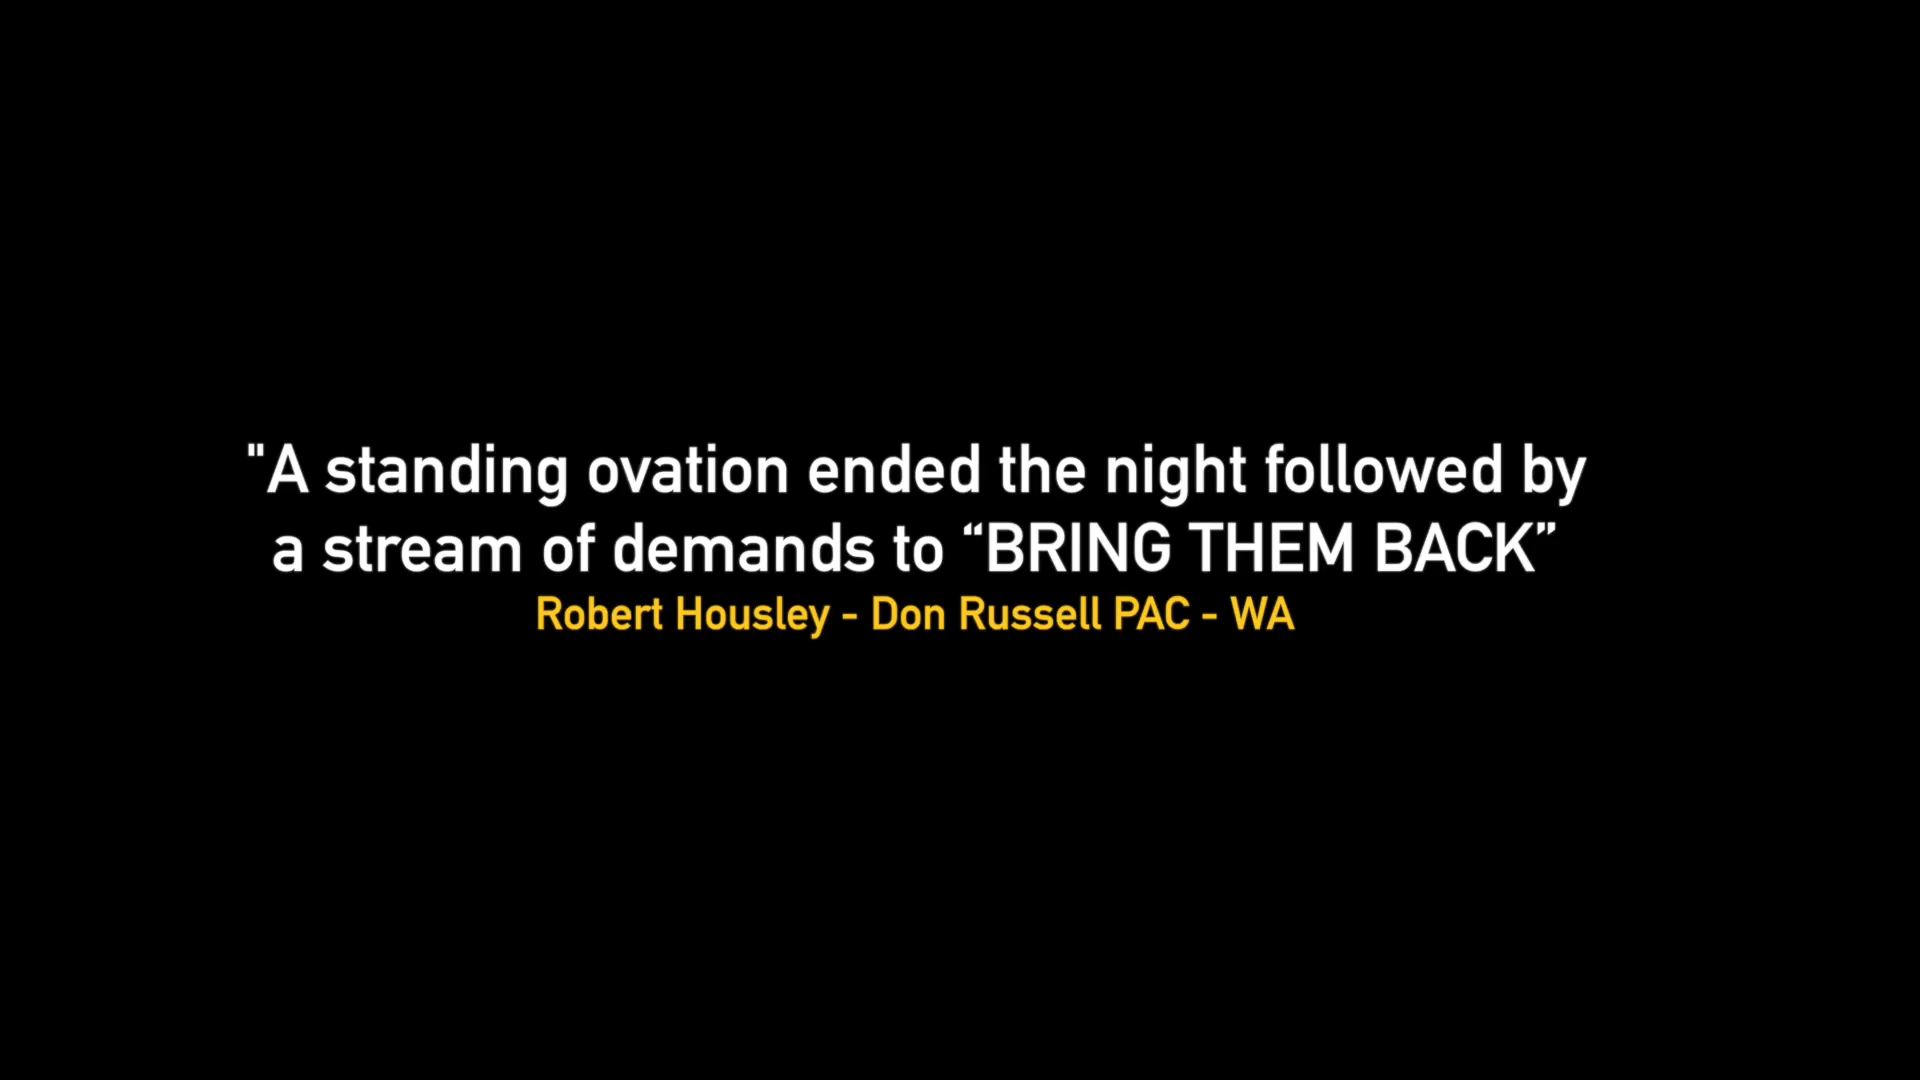 "A standing ovation ended the night followed by
a stream of demands to “BRING THEM BACK”
Robert Housley - Don Russell PAC - WA